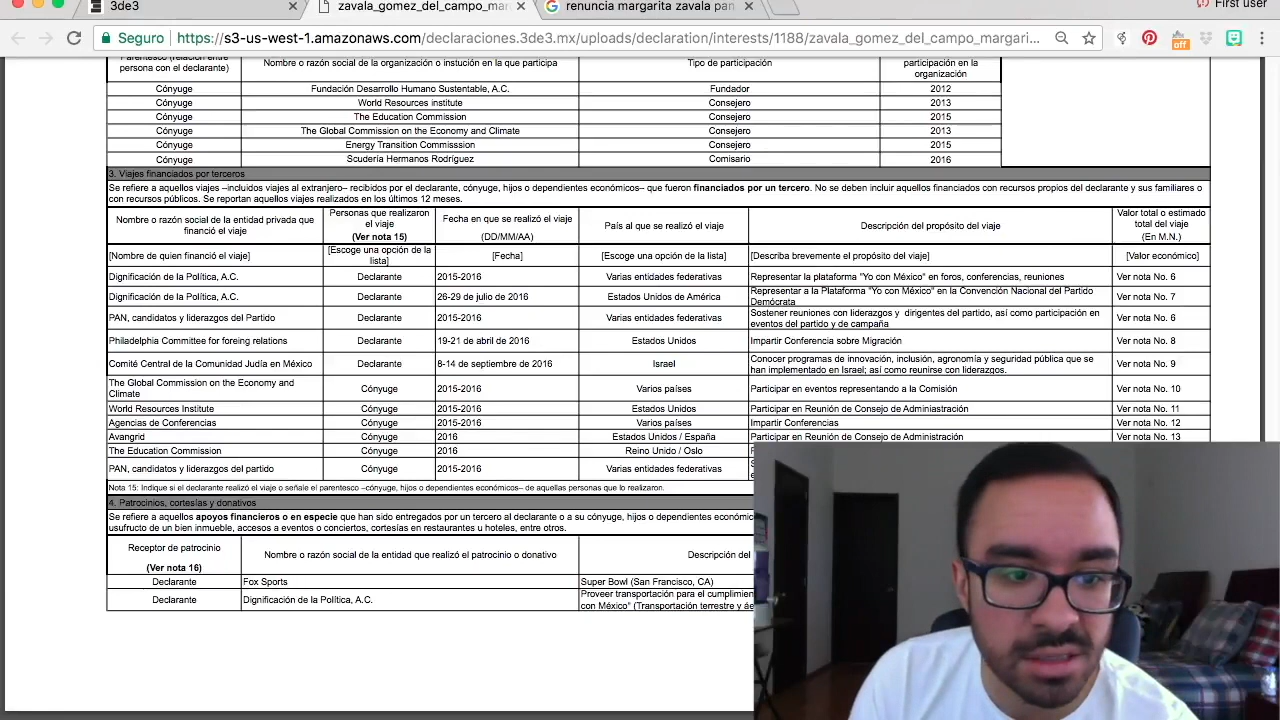 3de3
zavala_gomez_del_campo_mar
renuncia margarita zavala pan
First user
Seguro
https://s3-us-west-1.amazonaws.com/declaraciones.3de3.mx/uploads/declaration/interests/1188/zavala_gomez_del_campo_margari...
off
Parentesco (relación entre persona con el declarante)
Nombre o razón social de la organización o instución en la que participa
Tipo de participación
participación en la organización
Cónyuge Fundación Desarrollo Humano Sustentable, A.C. Fundador 2012
Cónyuge World Resources institute Consejero 2013
Cónyuge The Education Commission Consejero 2015
Cónyuge The Global Commission on the Economy and Climate Consejero 2013
Cónyuge Energy Transition Commisssion Consejero 2015
Cónyuge Scudería Hermanos Rodríguez Comisario 2016
3. Viajes financiados por terceros
Se refiere a aquellos viajes –incluidos viajes al extranjero– recibidos por el declarante, cónyuge, hijos o dependientes económicos– que fueron financiados por un tercero. No se deben incluir aquellos financiados con recursos propios del declarante y sus familiares o
con recursos públicos. Se reportan aquellos viajes realizados en los últimos 12 meses.
Nombre o razón social de la entidad privada que financió el viaje
Personas que realizaron el viaje
(Ver nota 15)
Fecha en que se realizó el viaje
(DD/MM/AA)
País al que se realizó el viaje
Descripción del propósito del viaje
Valor total o estimado total del viaje
(En M.N.)
[Nombre de quien financió el viaje] [Escoge una opción de la lista] [Fecha] [Escoge una opción de la lista] [Describa brevemente el propósito del viaje] [Valor económico]
Dignificación de la Política, A.C. Declarante 2015-2016 Varias entidades federativas Representar la plataforma "Yo con México" en foros, conferencias, reuniones Ver nota No. 6
Dignificación de la Política, A.C. Declarante 26-29 de julio de 2016 Estados Unidos de América Representar a la Plataforma "Yo con México" en la Convención Nacional del Partido Demócrata Ver nota No. 7
PAN, candidatos y liderazgos del Partido Declarante 2015-2016 Varias entidades federativas Sostener reuniones con liderazgos y dirigentes del partido, así como participación en eventos del partido y de campaña Ver nota No. 6
Philadelphia Committee for foreing relations Declarante 19-21 de abril de 2016 Estados Unidos Impartir Conferencia sobre Migración Ver nota No. 8
Comité Central de la Comunidad Judía en México Declarante 8-14 de septiembre de 2016 Israel Conocer programas de innovación, inclusión, agronomía y seguridad pública que se han implementado en Israel; así como reunirse con liderazgos. Ver nota No. 9
The Global Commission on the Economy and Climate Cónyuge 2015-2016 Varios países Participar en eventos representando a la Comisión Ver nota No. 10
World Resources Institute Cónyuge 2015-2016 Estados Unidos Participar en Reunión de Consejo de Adminiastración Ver nota No. 11
Agencias de Conferencias Cónyuge 2015-2016 Varios países Impartir Conferencias Ver nota No. 12
Avangrid Cónyuge 2016 Estados Unidos / España Participar en Reunión de Consejo de Administración Ver nota No. 13
The Education Commission Cónyuge 2016 Reino Unido / Oslo
PAN, candidatos y liderazgos del partido Cónyuge 2015-2016 Varias entidades federativas
Nota 15: Indique si el declarante realizó el viaje o señale el parentesco –cónyuge, hijos o dependientes económicos– de aquellas personas que lo realizaron.
4. Patrocinios, cortesías y donativos
Se refiere a aquellos apoyos financieros o en especie que han sido entregados por un tercero al declarante o a su cónyuge, hijos o dependientes económic
usufructo de un bien inmueble, accesos a eventos o conciertos, cortesías en restaurantes u hoteles, entre otros.
Receptor de patrocinio
(Ver nota 16)
Nombre o razón social de la entidad que realizó el patrocinio o donativo
Descripción del
Declarante Fox Sports Super Bowl (San Francisco, CA)
Declarante Dignificación de la Política, A.C. Proveer transportación para el cumplimien
con México" (Transportación terrestre y áe